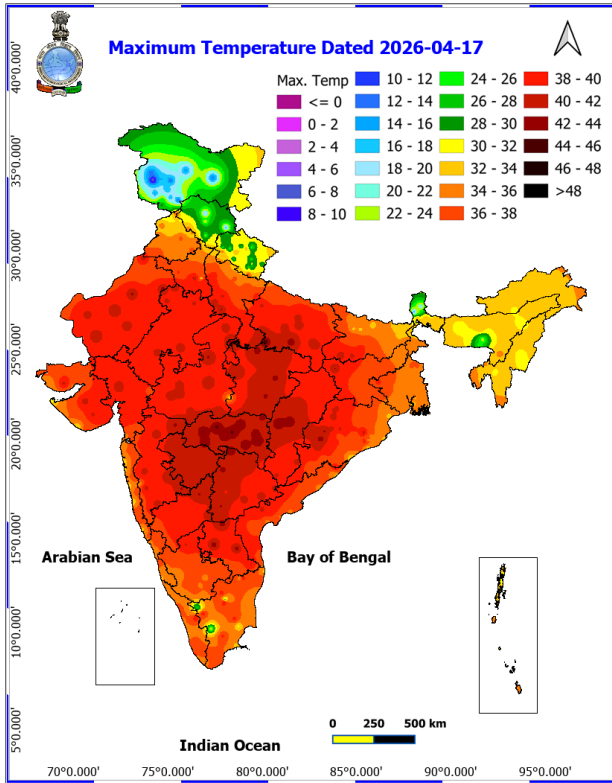 Maximum Temperature Dated 2026-04-17
Max. Temp
<= 0
0 - 2
2 - 4
4 - 6
6 - 8
8 - 10
10 - 12
12 - 14
14 - 16
16 - 18
18 - 20
20 - 22
22 - 24
24 - 26
26 - 28
28 - 30
30 - 32
32 - 34
34 - 36
36 - 38
38 - 40
40 - 42
42 - 44
44 - 46
46 - 48
>48
40°0.000'
35°0.000'
30°0.000'
25°0.000'
20°0.000'
15°0.000'
10°0.000'
5°0.000'
Arabian Sea
Bay of Bengal
Indian Ocean
0 250 500 km
70°0.000' 75°0.000' 80°0.000' 85°0.000' 90°0.000' 95°0.000'